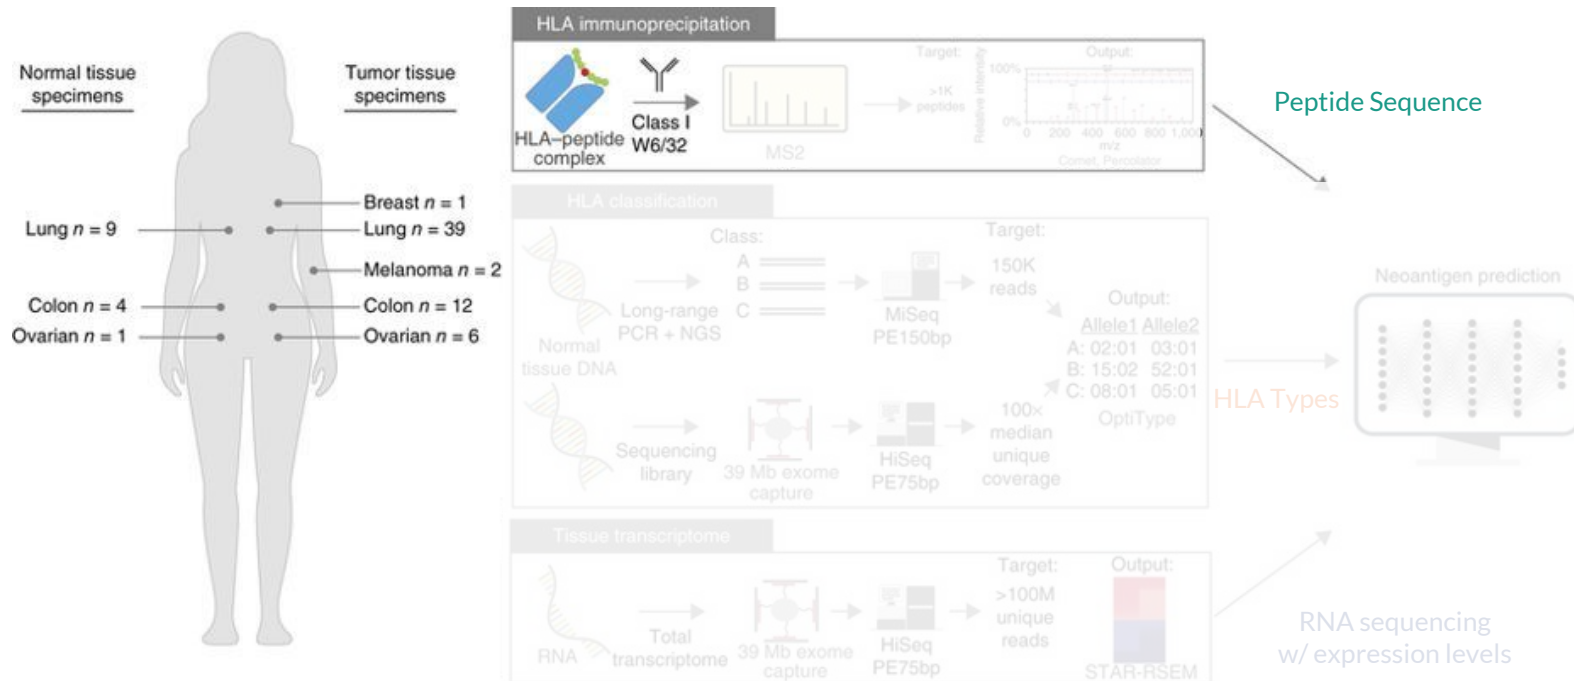 Normal tissue
specimens
Tumor tissue
specimens
Lung n = 9
Colon n = 4
Ovarian n = 1
Breast n = 1
Lung n = 39
Melanoma n = 2
Colon n = 12
Ovarian n = 6
HLA immunoprecipitation
HLA–peptide
complex
Class I
W6/32
MS2
Target:
>1K
peptides
Output:
Relative intensity
100%
0%
0 200 400 600 800 1,000
m/z
Comet, Percolator
Peptide Sequence
HLA classification
Normal
tissue DNA
Long-range
PCR + NGS
Class:
A
B
C
MiSeq
PE150bp
Target:
150K
reads
Sequencing
library
39 Mb exome
capture
HiSeq
PE75bp
100×
median
unique
coverage
Output:
Allele1 Allele2
A: 02:01 03:01
B: 15:02 52:01
C: 08:01 05:01
OptiType
HLA Types
Neoantigen prediction
Tissue transcriptome
RNA
Total
transcriptome
39 Mb exome
capture
HiSeq
PE75bp
Target:
>100M
unique
reads
Output:
STAR-RSEM
RNA sequencing
w/ expression levels